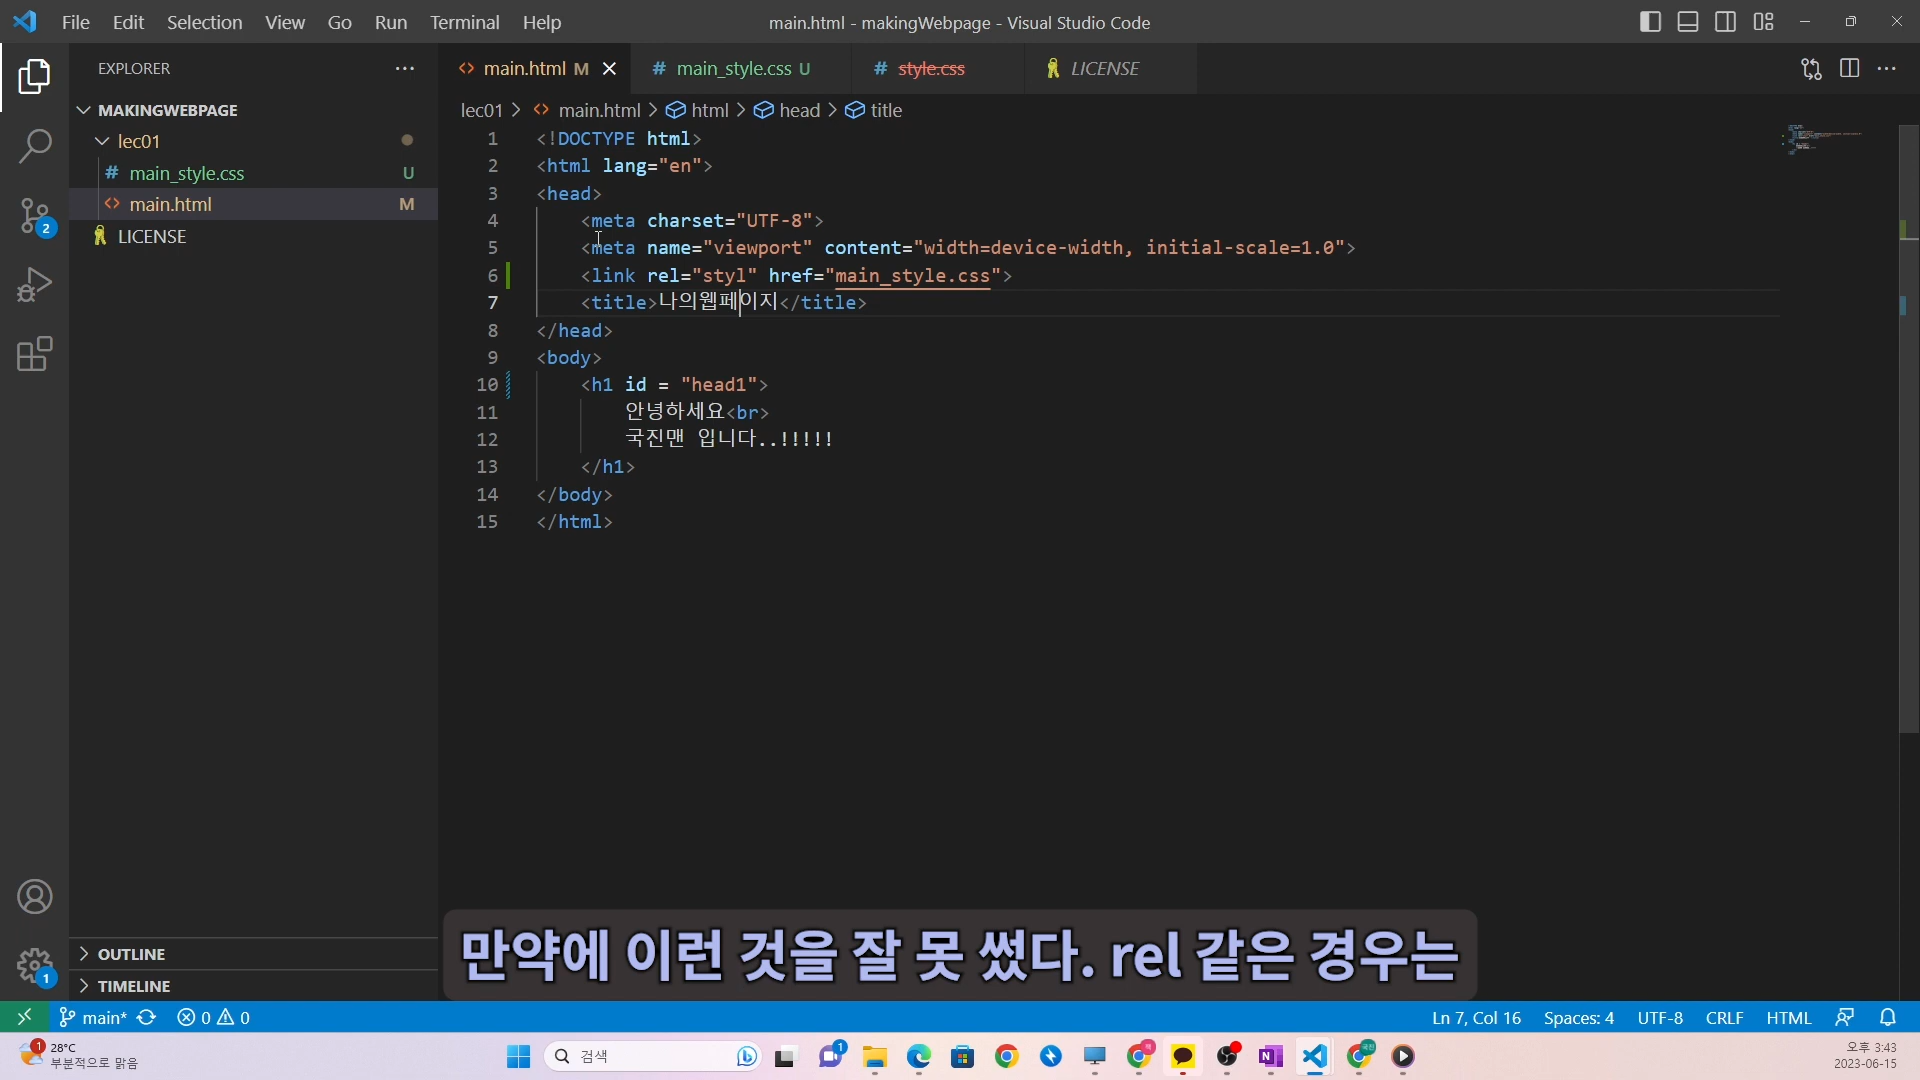 File Edit Selection View Go Run Terminal Help
main.html - makingWebpage - Visual Studio Code
EXPLORER
main.html M
main_style.css U
style.css
LICENSE
MAKINGWEBPAGE
lec01
main_style.css U
main.html M
LICENSE
2
lec01 > main.html > html > head > title
1 <!DOCTYPE html>
2 <html lang="en">
3 <head>
4 <meta charset="UTF-8">
5 <meta name="viewport" content="width=device-width, initial-scale=1.0">
6 <link rel="styl" href="main_style.css">
7 <title>나의웹페이지</title>
8 </head>
9 <body>
10 <h1 id = "head1">
11 안녕하세요<br>
12 국진맨 입니다..!!!!!
13 </h1>
14 </body>
15 </html>
OUTLINE
TIMELINE
1
만약에 이런 것을 잘 못 썼다. rel 같은 경우는
main* 0 0
Ln 7, Col 16 Spaces: 4 UTF-8 CRLF HTML
1
28°C
부분적으로 맑음
검색
1
오후 3:43
2023-06-15